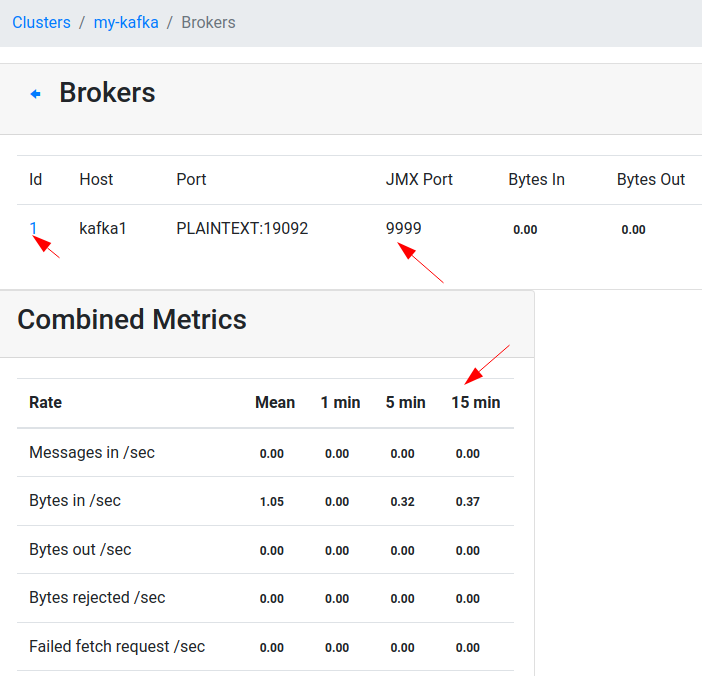 Clusters / my-kafka / Brokers
Brokers
Id Host Port JMX Port Bytes In Bytes Out
1 kafka1 PLAINTEXT:19092 9999 0.00 0.00
Combined Metrics
Rate Mean 1 min 5 min 15 min
Messages in /sec 0.00 0.00 0.00 0.00
Bytes in /sec 1.05 0.00 0.32 0.37
Bytes out /sec 0.00 0.00 0.00 0.00
Bytes rejected /sec 0.00 0.00 0.00 0.00
Failed fetch request /sec 0.00 0.00 0.00 0.00